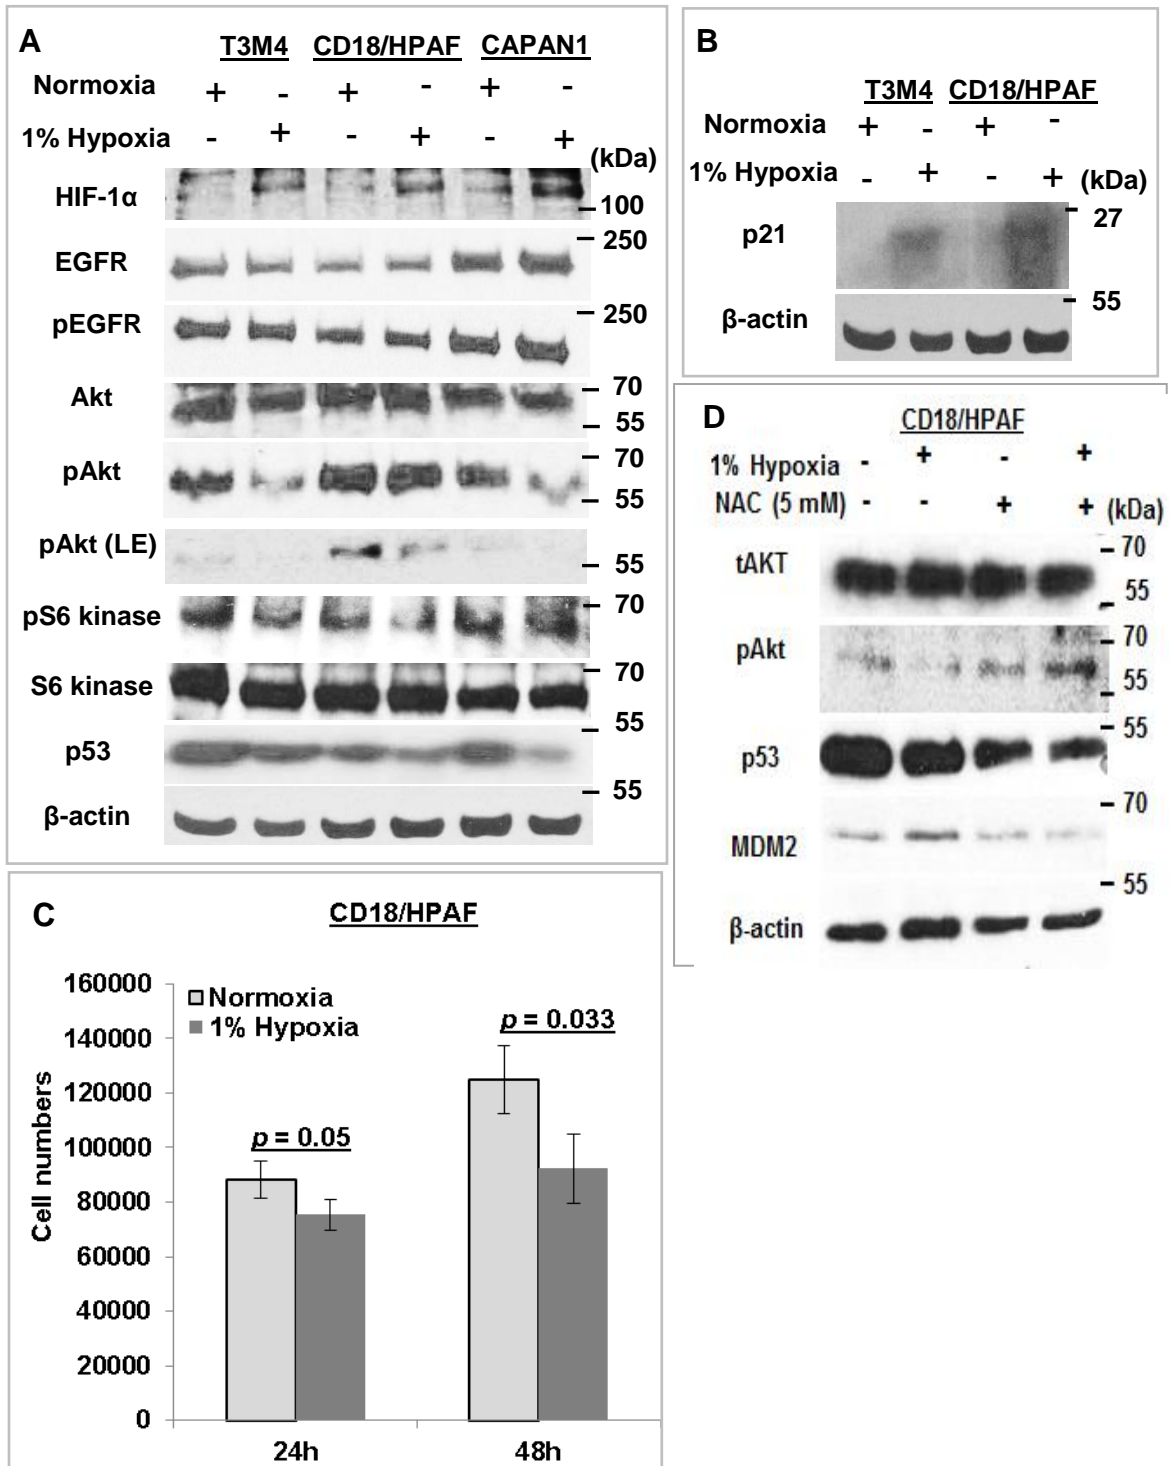 A
T3M4 CD18/HPAF CAPAN1
Normoxia + - + - + -
1% Hypoxia - + - + - +
(kDa)
HIF-1α 100
EGFR 250
pEGFR 250
Akt 70
55
pAkt 70
55
pAkt (LE) 55
pS6 kinase 70
S6 kinase 70
55
p53
55
β-actin
B
T3M4 CD18/HPAF
Normoxia + - + -
1% Hypoxia - + - + (kDa)
p21 27
β-actin 55
D
CD18/HPAF
1% Hypoxia - + - +
NAC (5 mM) - - + + (kDa)
tAKT 70
55
pAkt 70
55
p53 55
70
MDM2
55
β-actin
C
CD18/HPAF
Cell numbers
160000
140000
120000
100000
80000
60000
40000
20000
0
Normoxia
1% Hypoxia
p = 0.05
p = 0.033
24h 48h